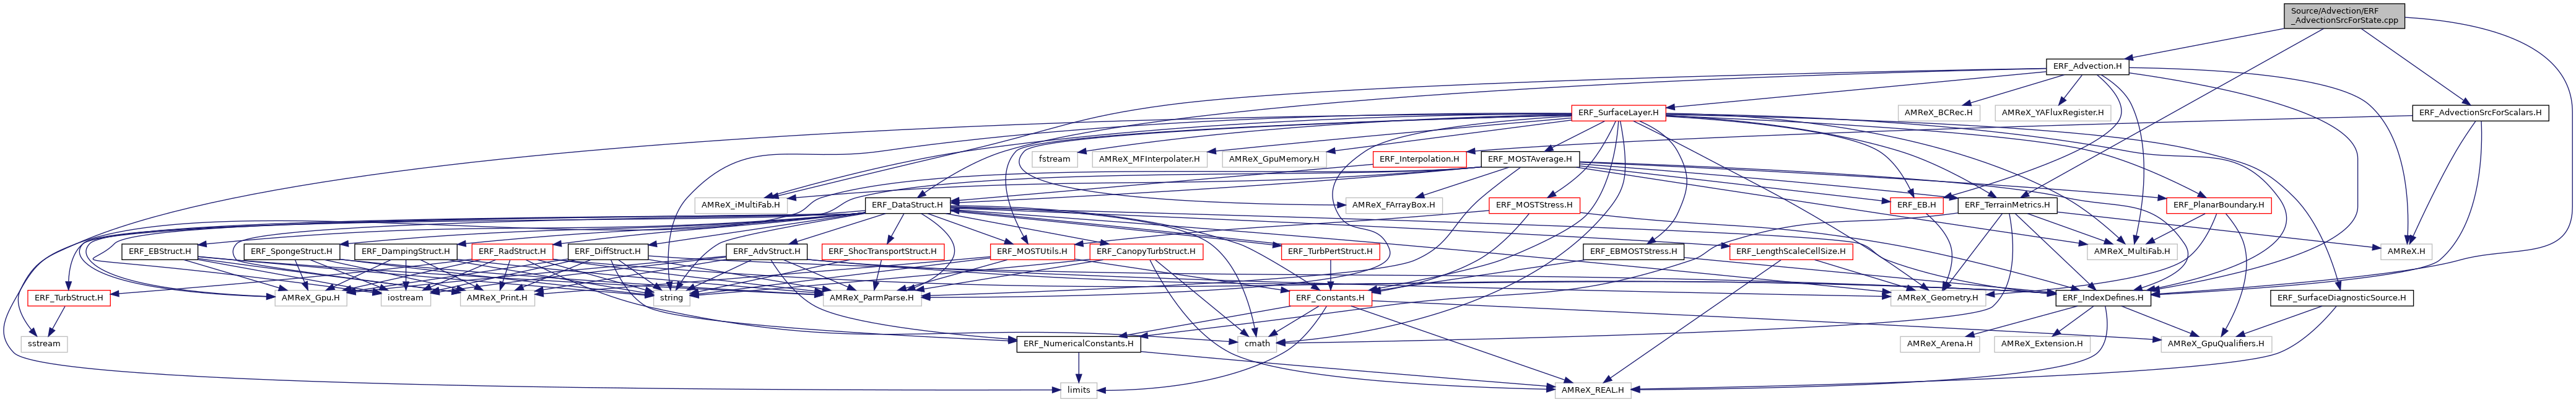 Source/Advection/ERF
_AdvectionSrcForState.cpp
ERF_Advection.H
ERF_SurfaceLayer.H
AMReX_BCRec.H
AMReX_YAFluxRegister.H
ERF_AdvectionSrcForScalars.H
fstream
AMReX_MFInterpolater.H
AMReX_GpuMemory.H
ERF_Interpolation.H
ERF_MOSTAverage.H
AMReX_iMultiFab.H
ERF_DataStruct.H
AMReX_FArrayBox.H
ERF_MOSTStress.H
ERF_EB.H
ERF_TerrainMetrics.H
ERF_PlanarBoundary.H
ERF_EBStruct.H
ERF_SpongeStruct.H
ERF_DampingStruct.H
ERF_RadStruct.H
ERF_DiffStruct.H
ERF_AdvStruct.H
ERF_ShocTransportStruct.H
ERF_MOSTUtils.H
ERF_CanopyTurbStruct.H
ERF_TurbPertStruct.H
ERF_EBMOSTStress.H
ERF_LengthScaleCellSize.H
AMReX_MultiFab.H
AMReX.H
ERF_TurbStruct.H
AMReX_Gpu.H
iostream
AMReX_Print.H
string
AMReX_ParmParse.H
ERF_Constants.H
AMReX_Geometry.H
ERF_IndexDefines.H
ERF_SurfaceDiagnosticSource.H
sstream
ERF_NumericalConstants.H
cmath
AMReX_Arena.H
AMReX_Extension.H
AMReX_GpuQualifiers.H
limits
AMReX_REAL.H